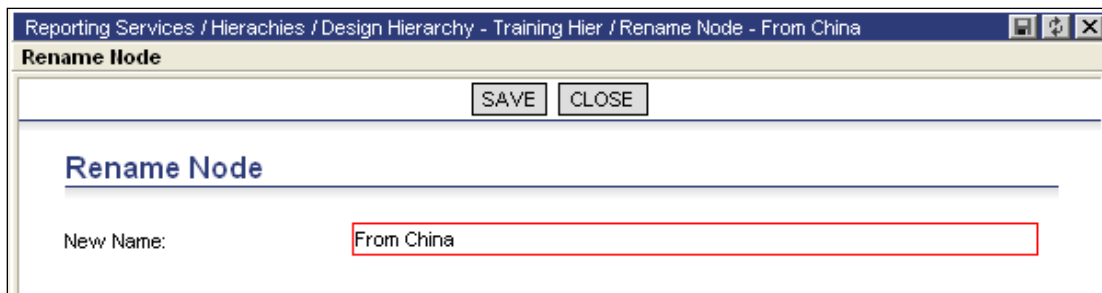 Reporting Services / Hierachies / Design Hierarchy - Training Hier / Rename Node - From China
Rename Node
SAVE CLOSE
Rename Node
New Name: From China